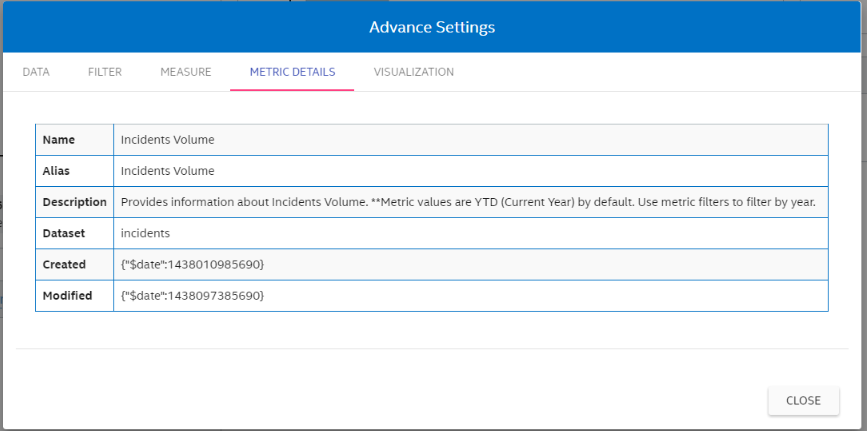 Advance Settings
DATA FILTER MEASURE METRIC DETAILS VISUALIZATION
Name Incidents Volume
Alias Incidents Volume
Description Provides information about Incidents Volume. **Metric values are YTD (Current Year) by default. Use metric filters to filter by year.
Dataset incidents
Created {"$date":1438010985690}
Modified {"$date":1438097385690}
CLOSE